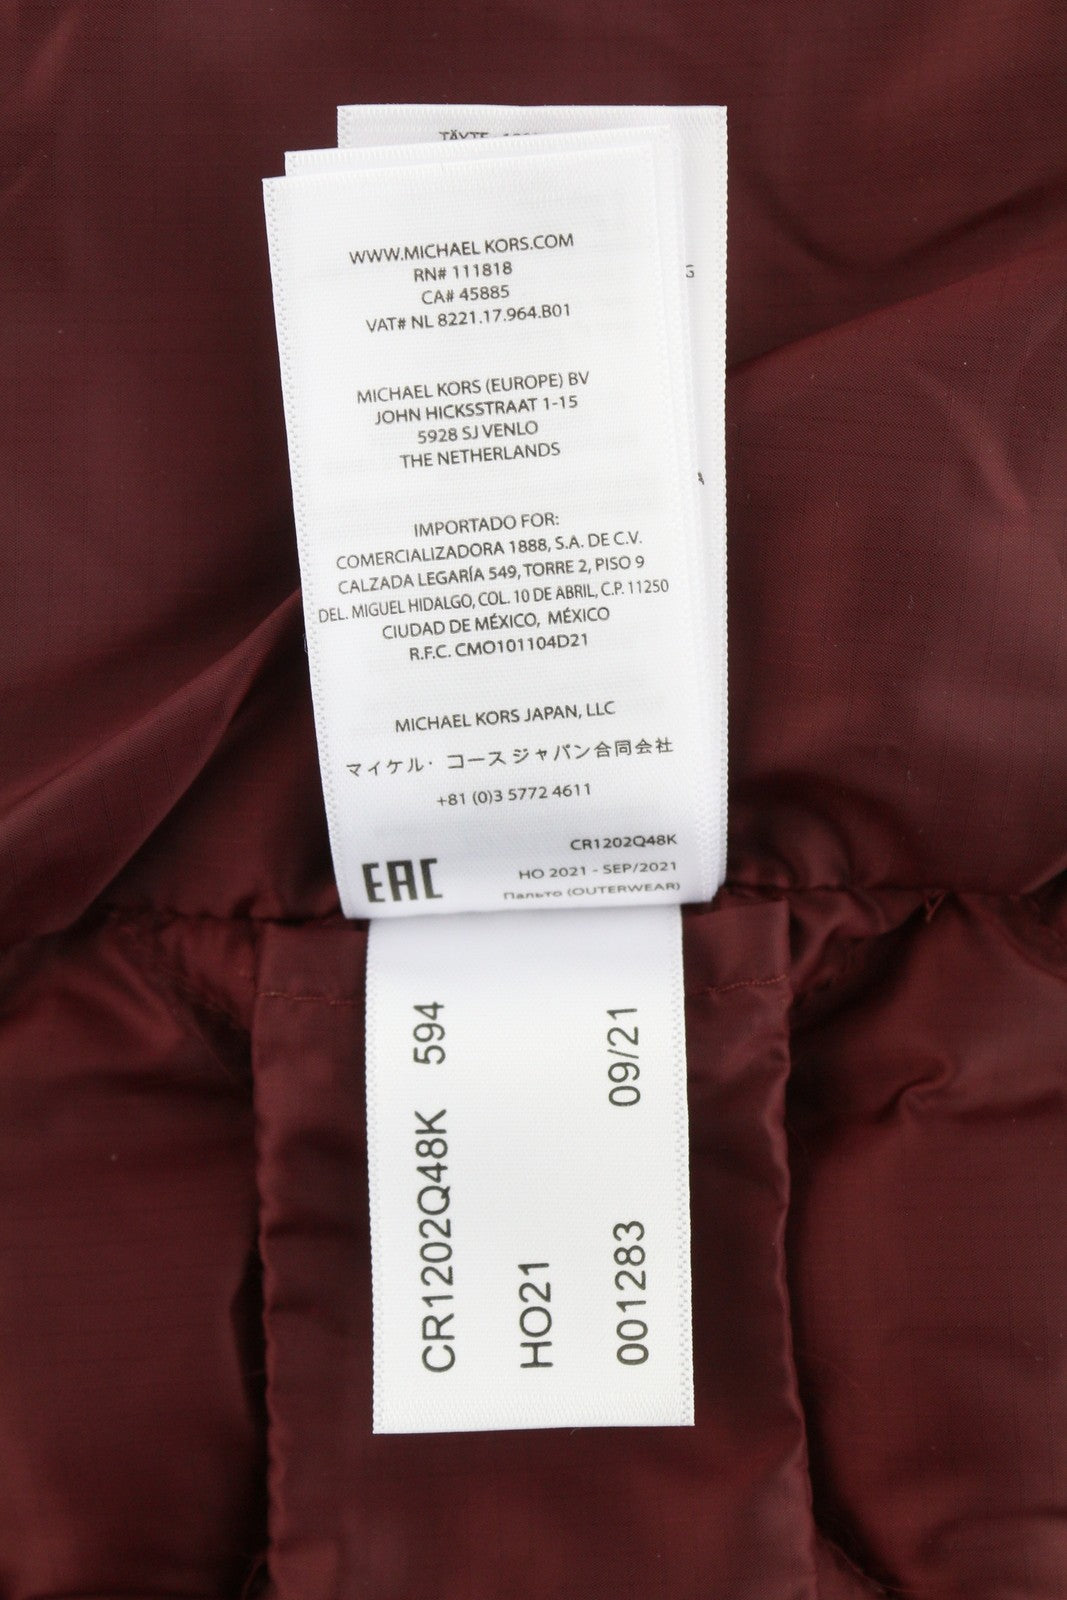 TÄYTE
G
A
WWW.MICHAEL KORS.COM
RN# 111818
CA# 45885
VAT# NL 8221.17.964.B01
MICHAEL KORS (EUROPE) BV
JOHN HICKSSTRAAT 1-15
5928 SJ VENLO
THE NETHERLANDS
IMPORTADO FOR:
COMERCIALIZADORA 1888, S.A. DE C.V.
CALZADA LEGARÍA 549, TORRE 2, PISO 9
DEL. MIGUEL HIDALGO, COL. 10 DE ABRIL, C.P. 11250
CIUDAD DE MÉXICO, MÉXICO
R.F.C. CMO101104D21
MICHAEL KORS JAPAN, LLC
マイケル・コース ジャパン合同会社
+81 (0)3 5772 4611
CR1202Q48K
EAC HO 2021 - SEP/2021
Пальто (OUTERWEAR)
CR1202Q48K 594
HO21
001283 09/21